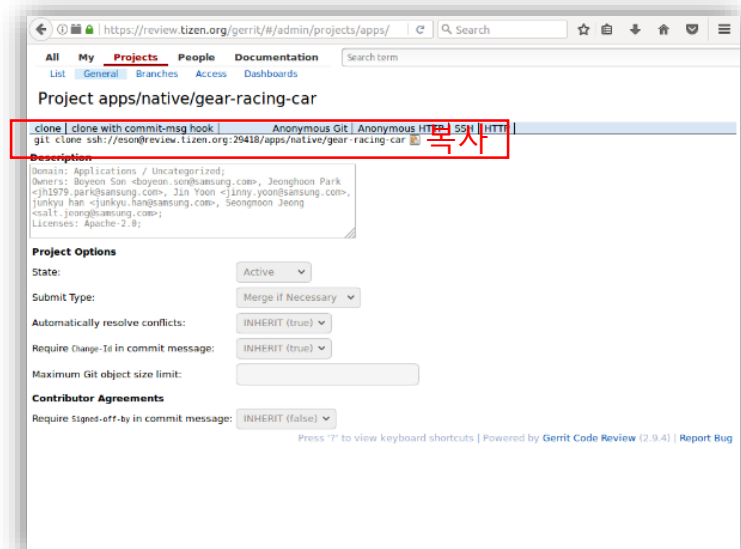 https://review.tizen.org/gerrit/#/admin/projects/apps/
Search
All My Projects People Documentation Search term
List General Branches Access Dashboards
Project apps/native/gear-racing-car
clone | clone with commit-msg hook | Anonymous Git | Anonymous HTTP | SSH | HTTP |
git clone ssh://eson@review.tizen.org:29418/apps/native/gear-racing-car
복사
Description
Domain: Applications / Uncategorized;
Owners: Boyeon Son <boyeon.son@samsung.com>, Jeonghoon Park
<jh1979.park@samsung.com>, Jin Yoon <jinny.yoon@samsung.com>,
junkyu han <junkyu.han@samsung.com>, Seongmoon Jeong
<salt.jeong@samsung.com>;
Licenses: Apache-2.0;
Project Options
State: Active
Submit Type: Merge if Necessary
Automatically resolve conflicts: INHERIT (true)
Require Change-Id in commit message: INHERIT (true)
Maximum Git object size limit:
Contributor Agreements
Require Signed-off-by in commit message: INHERIT (false)
Press '?' to view keyboard shortcuts | Powered by Gerrit Code Review (2.9.4) | Report Bug